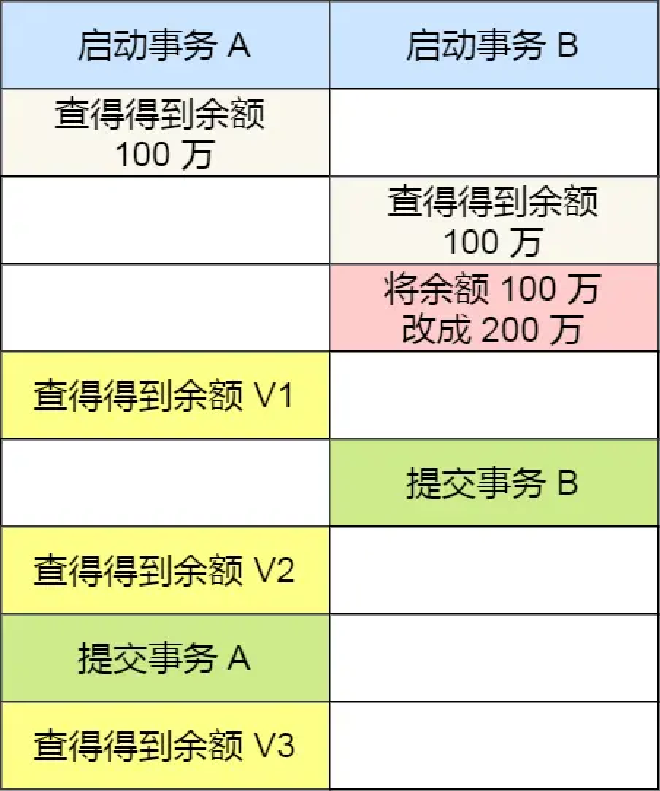 启动事务 A
启动事务 B
查得得到余额
100 万
查得得到余额
100 万
将余额 100 万
改成 200 万
查得得到余额 V1
提交事务 B
查得得到余额 V2
提交事务 A
查得得到余额 V3